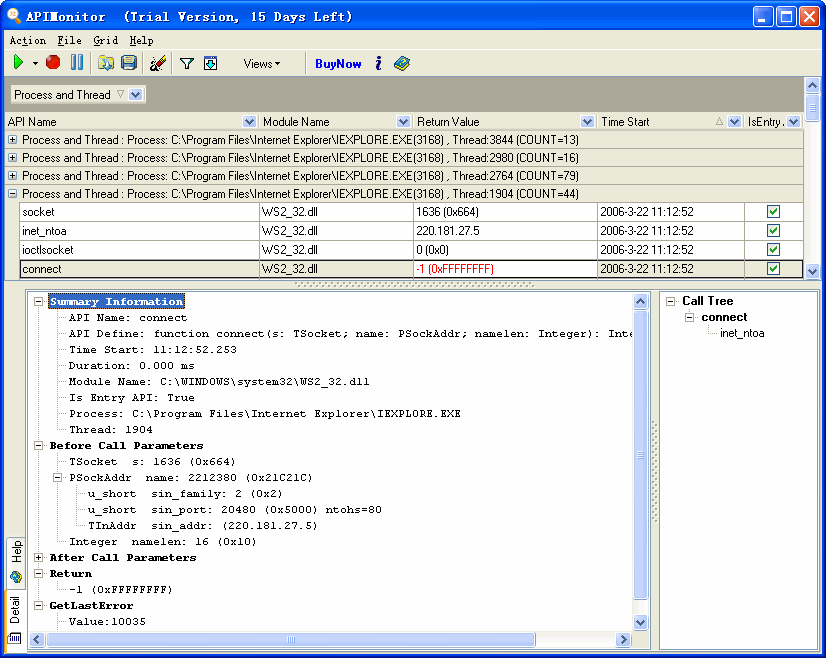 APIMonitor (Trial Version, 15 Days Left)
Action File Grid Help
Views BuyNow i
Process and Thread
API Name Module Name Return Value Time Start IsEntry.
Process and Thread : Process: C:\Program Files\Internet Explorer\IEXPLORE.EXE(3168) , Thread:3844 (COUNT=13)
Process and Thread : Process: C:\Program Files\Internet Explorer\IEXPLORE.EXE(3168) , Thread:2980 (COUNT=16)
Process and Thread : Process: C:\Program Files\Internet Explorer\IEXPLORE.EXE(3168) , Thread:2764 (COUNT=79)
Process and Thread : Process: C:\Program Files\Internet Explorer\IEXPLORE.EXE(3168) , Thread:1904 (COUNT=44)
socket WS2_32.dll 1636 (0x664) 2006-3-22 11:12:52
inet_ntoa WS2_32.dll 220.181.27.5 2006-3-22 11:12:52
ioctlsocket WS2_32.dll 0 (0x0) 2006-3-22 11:12:52
connect WS2_32.dll -1 (0xFFFFFFFF) 2006-3-22 11:12:52
Summary Information
API Name: connect
API Define: function connect(s: TSocket; name: PSockAddr; namelen: Integer): Inte
Time Start: 11:12:52.253
Duration: 0.000 ms
Module Name: C:\WINDOWS\system32\WS2_32.dll
Is Entry API: True
Process: C:\Program Files\Internet Explorer\IEXPLORE.EXE
Thread: 1904
Before Call Parameters
TSocket s: 1636 (0x664)
PSockAddr name: 2212380 (0x21C21C)
u_short sin_family: 2 (0x2)
u_short sin_port: 20480 (0x5000) ntohs=80
TInAddr sin_addr: (220.181.27.5)
Integer namelen: 16 (0x10)
After Call Parameters
Return
-1 (0xFFFFFFFF)
GetLastError
Value:10035
Help
Detail
Call Tree
connect
inet_ntoa